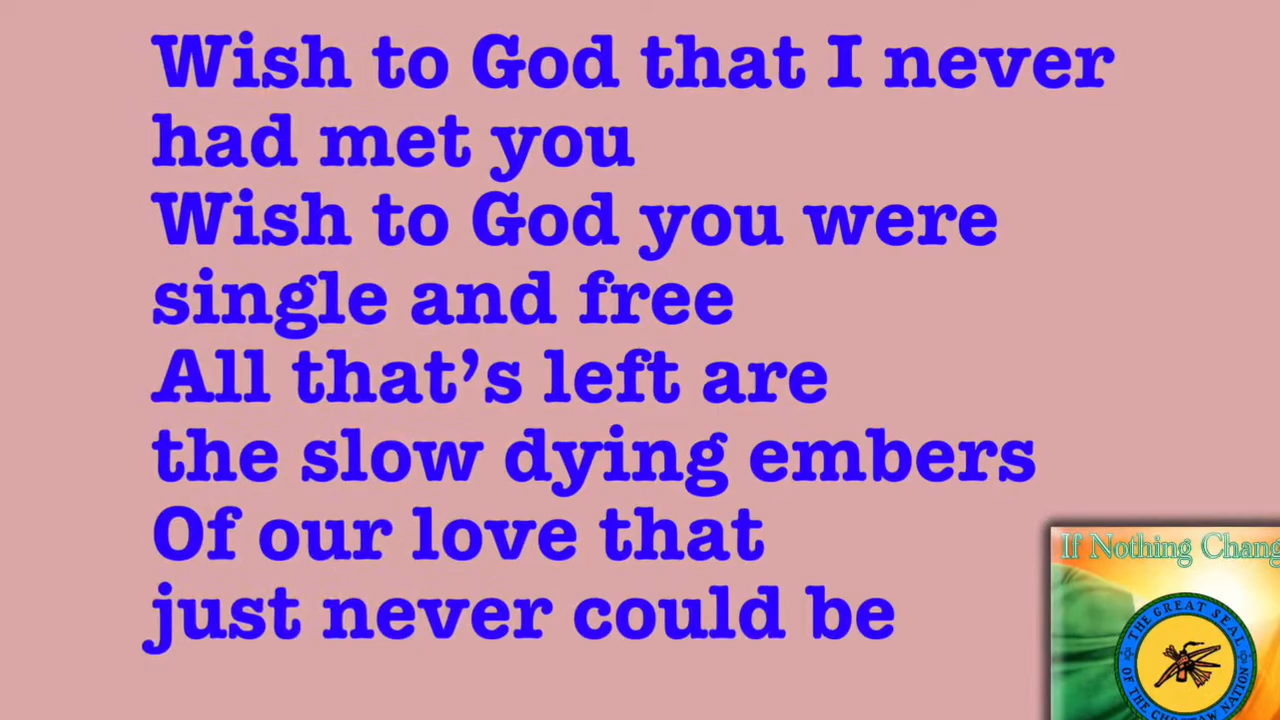 Wish to God that I never
had met you
Wish to God you were
single and free
All that’s left are
the slow dying embers
Of our love that
just never could be
If Nothing Chang
THE GREAT SEAL
OF THE CHOCTAW NATION